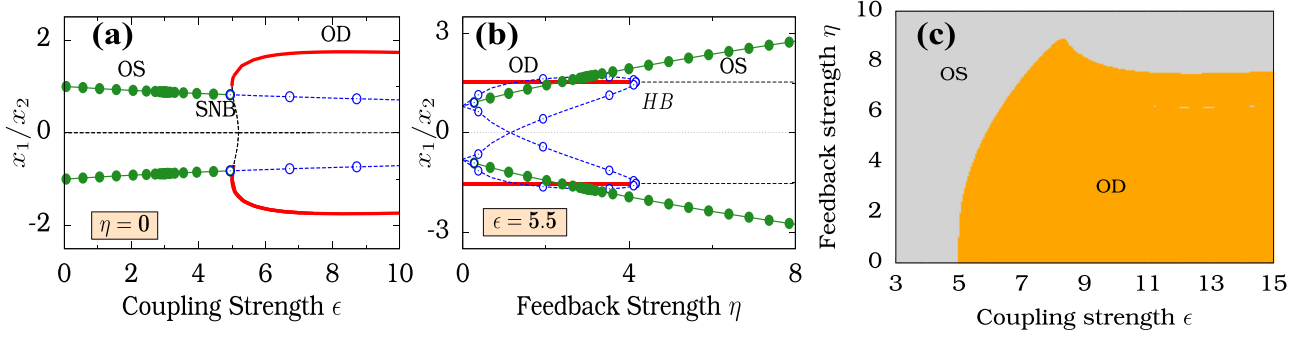 (a)
OD
OS
SNB
η = 0
x₁/x₂
2
0
-2
0 2 4 6 8 10
Coupling Strength ϵ
(b)
OD
OS
HB
ϵ = 5.5
x₁/x₂
3
0
-3
0 4 8
Feedback Strength η
(c)
OS
OD
Feedback strength η
10
8
6
4
2
0
3 5 7 9 11 13 15
Coupling strength ϵ